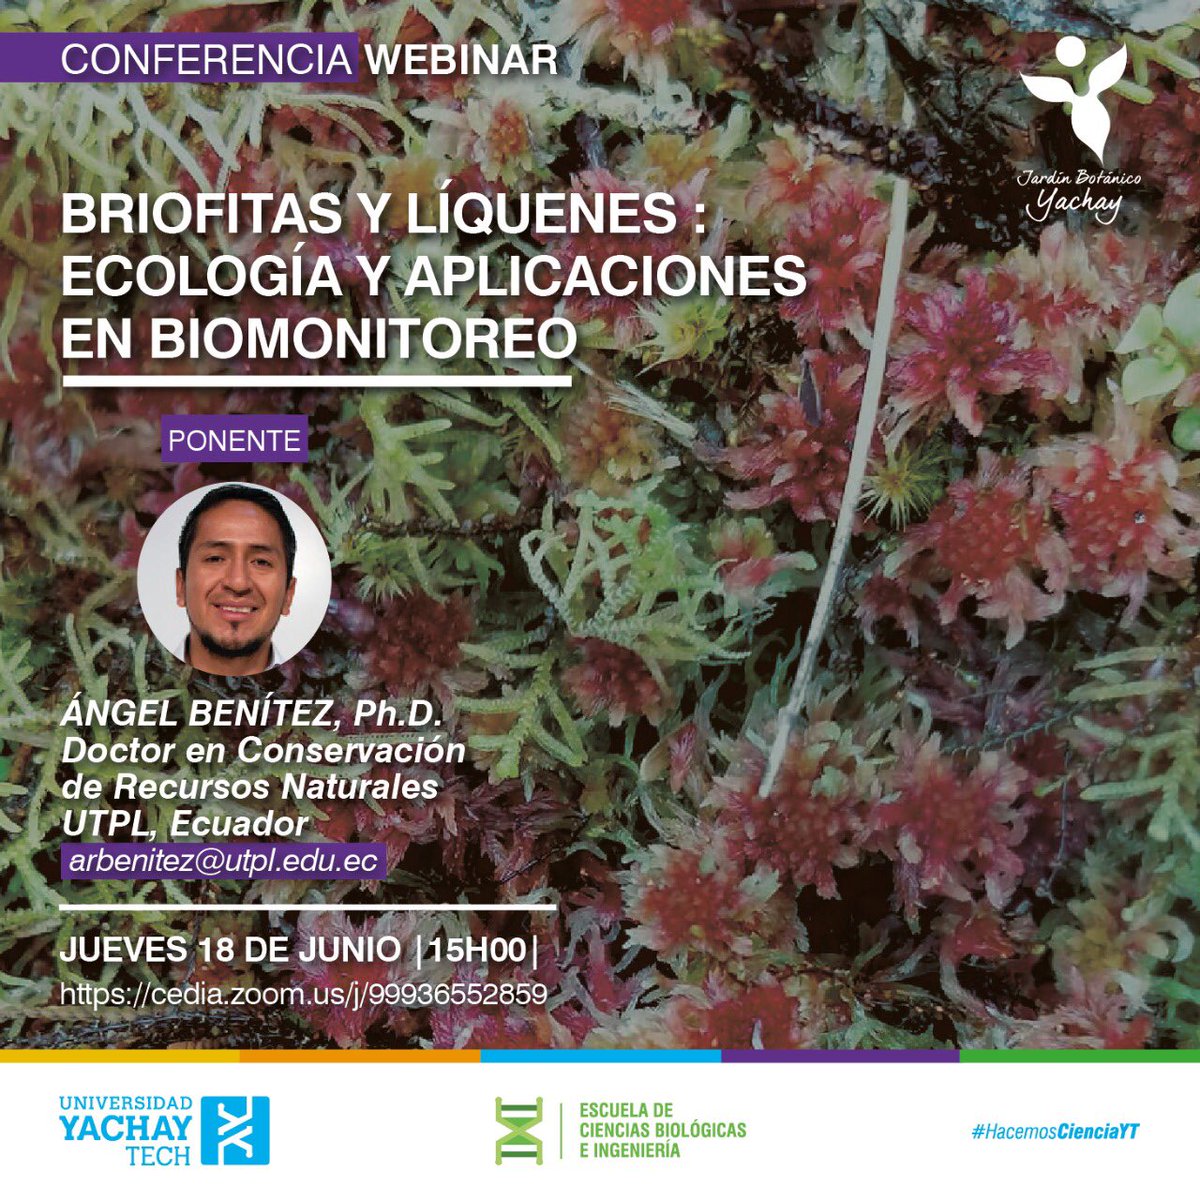 CONFERENCIA WEBINAR
Jardín Botánico
Yachay
BRIOFITAS Y LÍQUENES :
ECOLOGÍA Y APLICACIONES
EN BIOMONITOREO
PONENTE
ÁNGEL BENÍTEZ, Ph.D.
Doctor en Conservación
de Recursos Naturales
UTPL, Ecuador
arbenitez@utpl.edu.ec
JUEVES 18 DE JUNIO |15H00|
https://cedia.zoom.us/j/99936552859
UNIVERSIDAD
YACHAY
TECH
ESCUELA DE
CIENCIAS BIOLÓGICAS
E INGENIERÍA
#HacemosCienciaYT